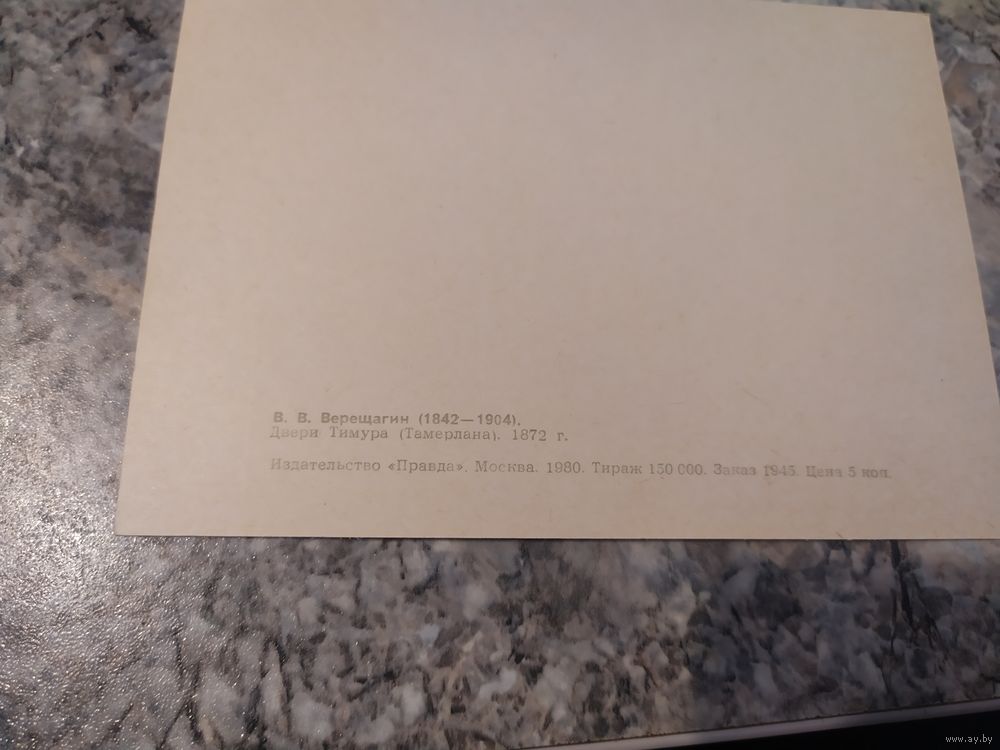 В. В. Верещагин (1842—1904).
Двери Тимура (Тамерлана). 1872 г.
Издательство «Правда». Москва. 1980. Тираж 150 000. Заказ 1945. Цена 5 коп.
www.ay.by